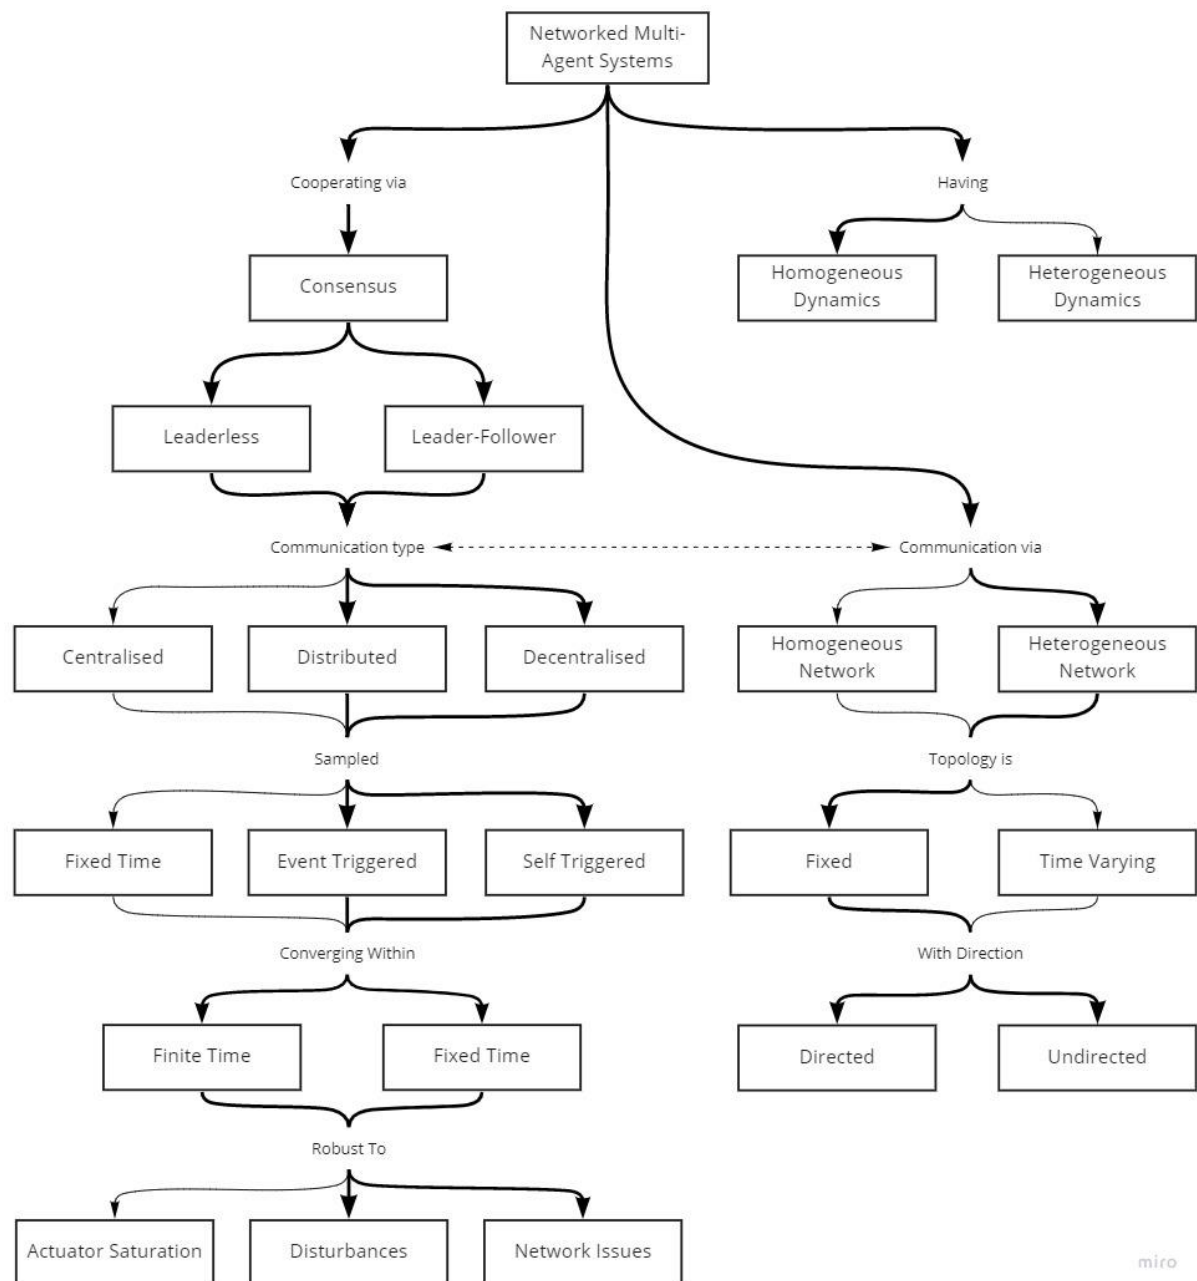 Networked Multi-
Agent Systems
Cooperating via
Having
Consensus
Homogeneous
Dynamics
Heterogeneous
Dynamics
Leaderless
Leader-Follower
Communication type
Communication via
Centralised
Distributed
Decentralised
Homogeneous
Network
Heterogeneous
Network
Sampled
Topology is
Fixed Time
Event Triggered
Self Triggered
Fixed
Time Varying
Converging Within
With Direction
Finite Time
Fixed Time
Directed
Undirected
Robust To
Actuator Saturation
Disturbances
Network Issues
miro